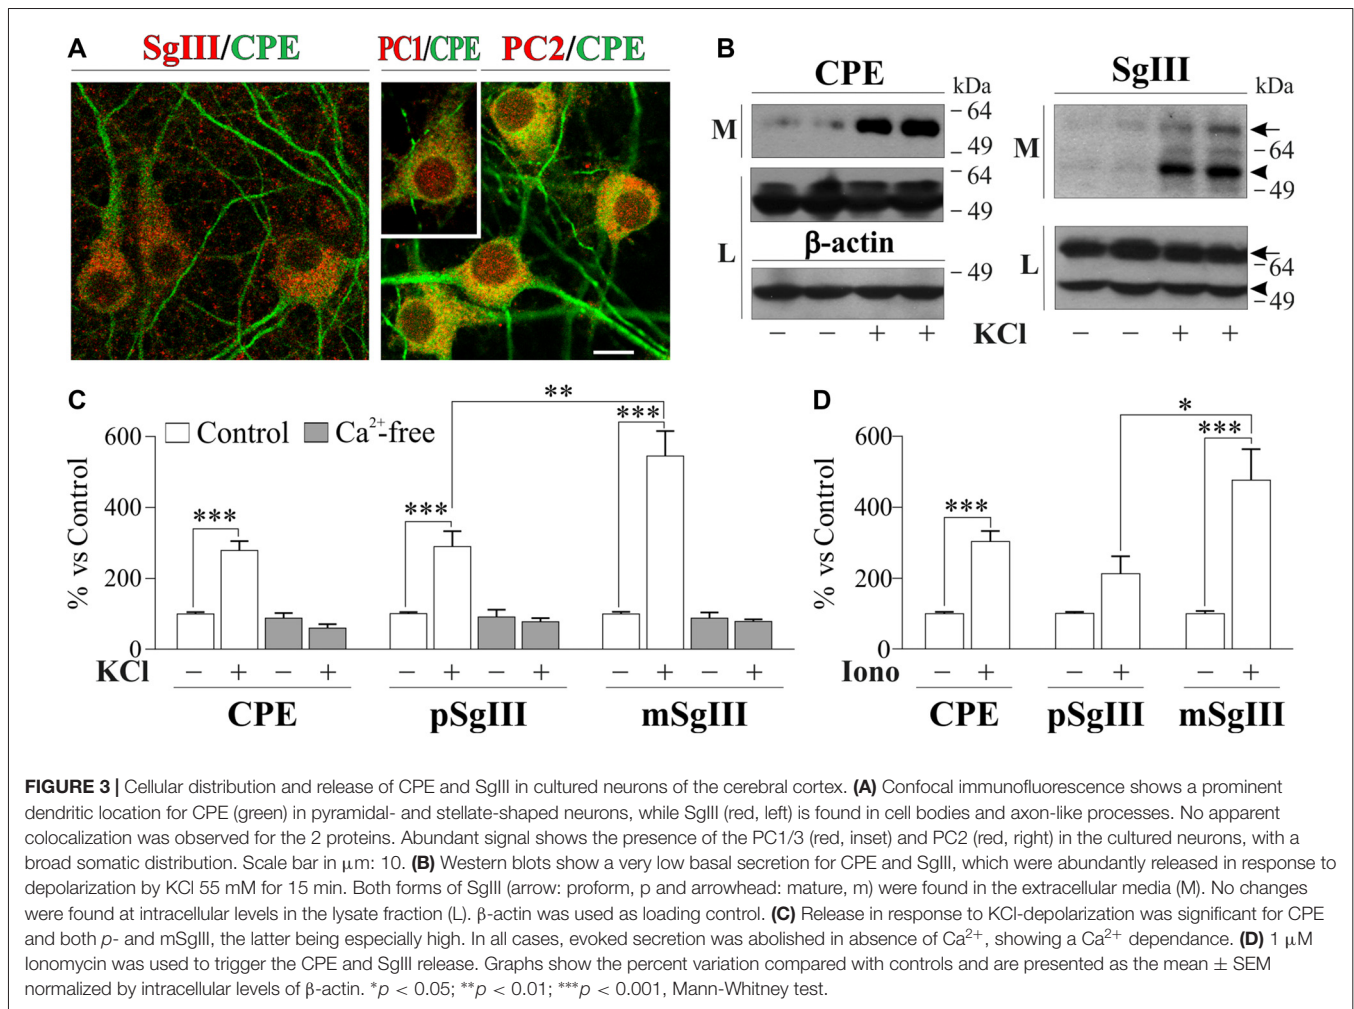 A
SgIII/CPE
PC1/CPE
PC2/CPE
B
CPE
kDa
M
- 64
- 49
L
- 64
- 49
β-actin
- 49
− − + +
KCl
SgIII
kDa
M
- 64
- 49
L
- 64
- 49
− − + +
C
% vs Control
600
400
200
0
Control
Ca²⁺-free
***
***
**
***
KCl − + − + − + − + − + − +
CPE pSgIII mSgIII
D
% vs Control
600
400
200
0
***
*
***
Iono − + − + − +
CPE pSgIII mSgIII
FIGURE 3 | Cellular distribution and release of CPE and SgIII in cultured neurons of the cerebral cortex. (A) Confocal immunofluorescence shows a prominent
dendritic location for CPE (green) in pyramidal- and stellate-shaped neurons, while SgIII (red, left) is found in cell bodies and axon-like processes. No apparent
colocalization was observed for the 2 proteins. Abundant signal shows the presence of the PC1/3 (red, inset) and PC2 (red, right) in the cultured neurons, with a
broad somatic distribution. Scale bar in μm: 10. (B) Western blots show a very low basal secretion for CPE and SgIII, which were abundantly released in response to
depolarization by KCl 55 mM for 15 min. Both forms of SgIII (arrow: proform, p and arrowhead: mature, m) were found in the extracellular media (M). No changes
were found at intracellular levels in the lysate fraction (L). β-actin was used as loading control. (C) Release in response to KCl-depolarization was significant for CPE
and both p- and mSgIII, the latter being especially high. In all cases, evoked secretion was abolished in absence of Ca²⁺, showing a Ca²⁺ dependance. (D) 1 μM
Ionomycin was used to trigger the CPE and SgIII release. Graphs show the percent variation compared with controls and are presented as the mean ± SEM
normalized by intracellular levels of β-actin. *p < 0.05; **p < 0.01; ***p < 0.001, Mann-Whitney test.